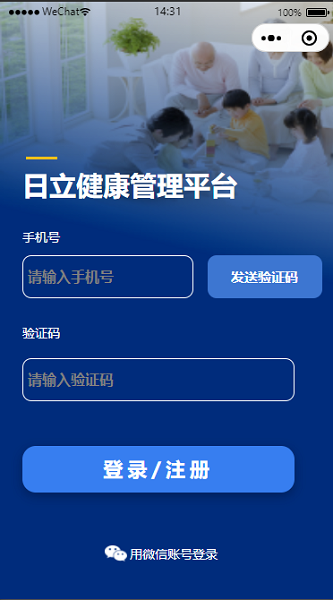 WeChat 14:31 100%
日立健康管理平台
手机号
请输入手机号 发送验证码
验证码
请输入验证码
登录/注册
用微信账号登录